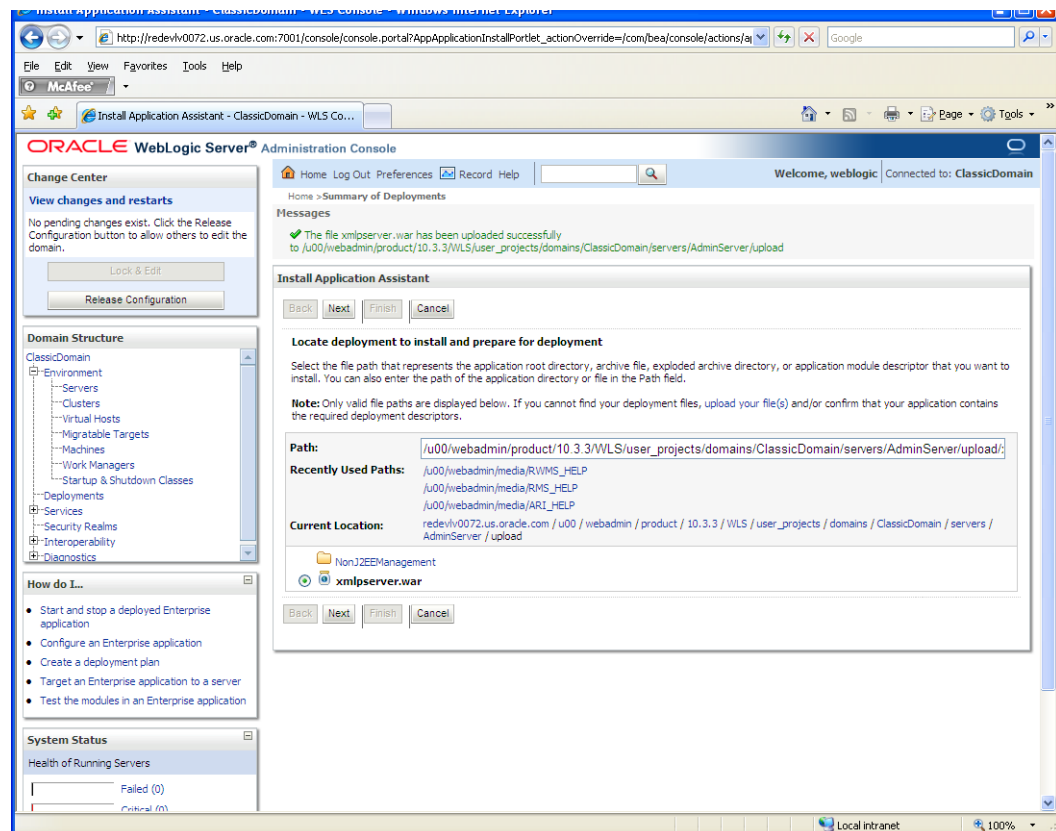 Install Application Assistant - ClassicDomain - WLS Console - Windows Internet Explorer
http://redevlv0072.us.oracle.com:7001/console/console.portal?AppApplicationInstallPortlet_actionOverride=/com/bea/console/actions/a
Google
File Edit View Favorites Tools Help
McAfee
Install Application Assistant - ClassicDomain - WLS Co...
Page Tools »
ORACLE WebLogic Server® Administration Console
Change Center
View changes and restarts
No pending changes exist. Click the Release
Configuration button to allow others to edit the
domain.
Lock & Edit
Release Configuration
Domain Structure
ClassicDomain
Environment
Servers
Clusters
Virtual Hosts
Migratable Targets
Machines
Work Managers
Startup & Shutdown Classes
Deployments
Services
Security Realms
Interoperability
Diagnostics
How do I...
Start and stop a deployed Enterprise
application
Configure an Enterprise application
Create a deployment plan
Target an Enterprise application to a server
Test the modules in an Enterprise application
System Status
Health of Running Servers
Failed (0)
Critical (0)
Home Log Out Preferences Record Help
Welcome, weblogic Connected to: ClassicDomain
Home >Summary of Deployments
Messages
The file xmlpserver.war has been uploaded successfully
to /u00/webadmin/product/10.3.3/WLS/user_projects/domains/ClassicDomain/servers/AdminServer/upload
Install Application Assistant
Back Next Finish Cancel
Locate deployment to install and prepare for deployment
Select the file path that represents the application root directory, archive file, exploded archive directory, or application module descriptor that you want to
install. You can also enter the path of the application directory or file in the Path field.
Note: Only valid file paths are displayed below. If you cannot find your deployment files, upload your file(s) and/or confirm that your application contains
the required deployment descriptors.
Path: /u00/webadmin/product/10.3.3/WLS/user_projects/domains/ClassicDomain/servers/AdminServer/upload/
Recently Used Paths: /u00/webadmin/media/RWMS_HELP
/u00/webadmin/media/RMS_HELP
/u00/webadmin/media/ARI_HELP
Current Location: redevlv0072.us.oracle.com / u00 / webadmin / product / 10.3.3 / WLS / user_projects / domains / ClassicDomain / servers /
AdminServer / upload
NonJ2EEManagement
xmlpserver.war
Back Next Finish Cancel
Local intranet
100%